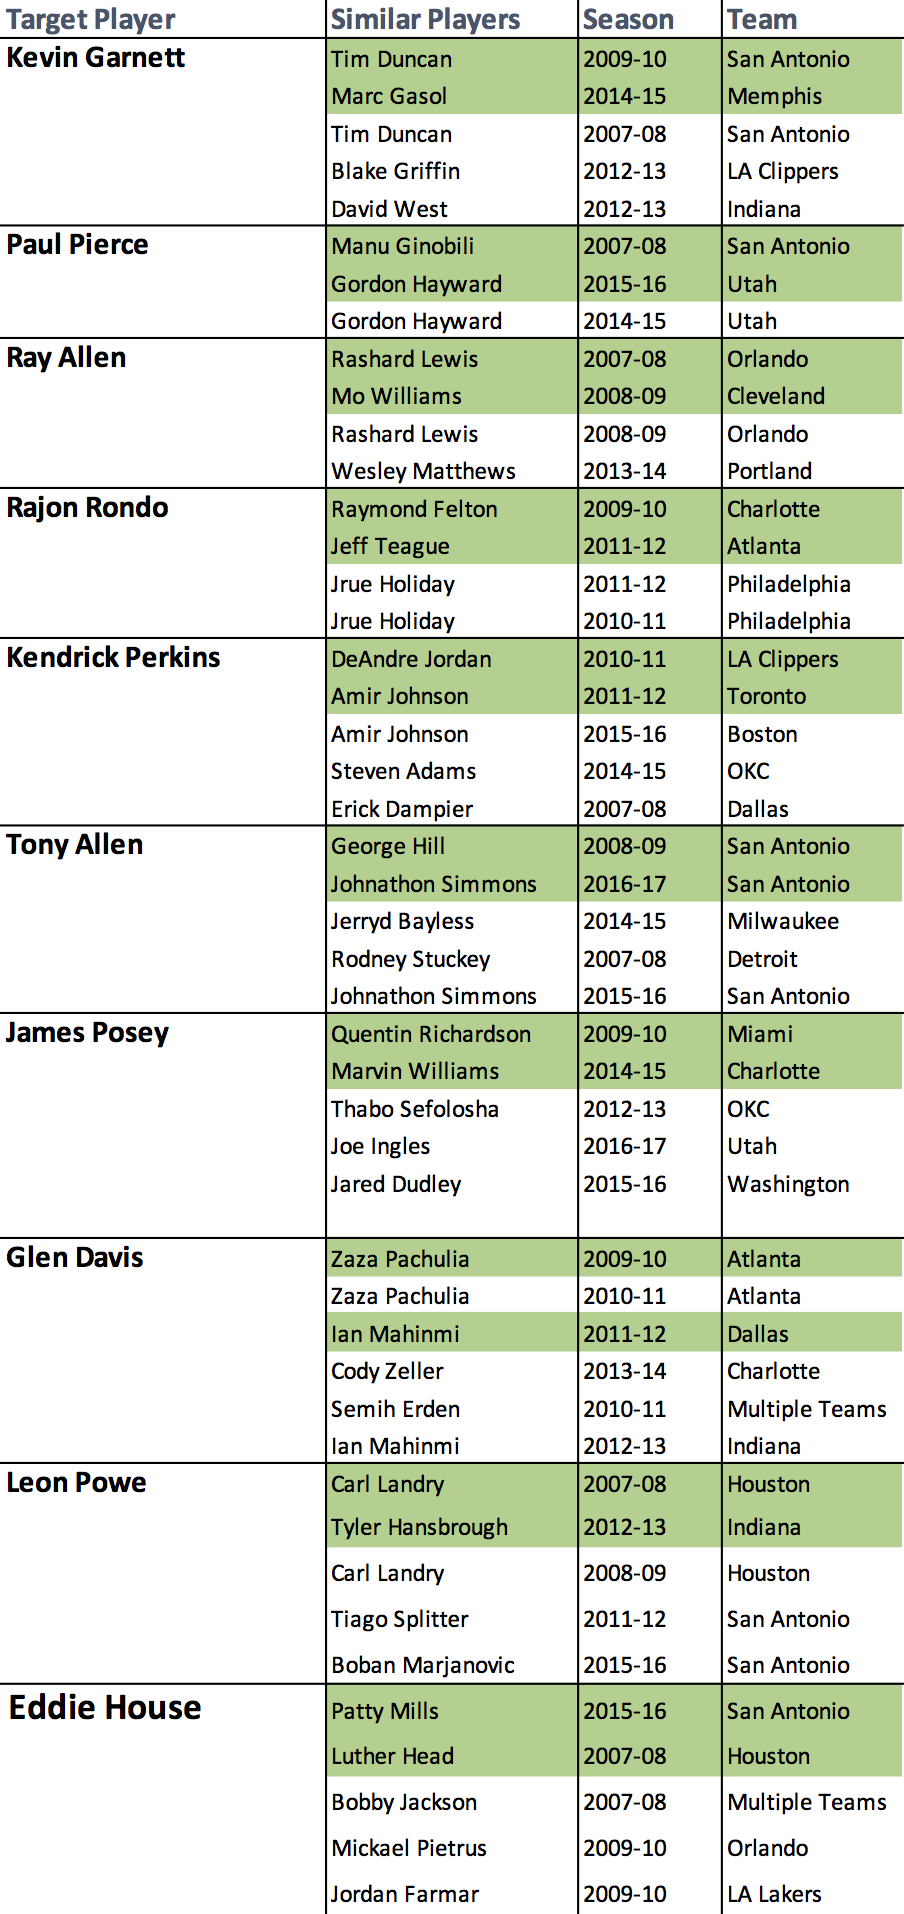 Target Player Similar Players Season Team
Kevin Garnett Tim Duncan 2009-10 San Antonio
Marc Gasol 2014-15 Memphis
Tim Duncan 2007-08 San Antonio
Blake Griffin 2012-13 LA Clippers
David West 2012-13 Indiana
Paul Pierce Manu Ginobili 2007-08 San Antonio
Gordon Hayward 2015-16 Utah
Gordon Hayward 2014-15 Utah
Ray Allen Rashard Lewis 2007-08 Orlando
Mo Williams 2008-09 Cleveland
Rashard Lewis 2008-09 Orlando
Wesley Matthews 2013-14 Portland
Rajon Rondo Raymond Felton 2009-10 Charlotte
Jeff Teague 2011-12 Atlanta
Jrue Holiday 2011-12 Philadelphia
Jrue Holiday 2010-11 Philadelphia
Kendrick Perkins DeAndre Jordan 2010-11 LA Clippers
Amir Johnson 2011-12 Toronto
Amir Johnson 2015-16 Boston
Steven Adams 2014-15 OKC
Erick Dampier 2007-08 Dallas
Tony Allen George Hill 2008-09 San Antonio
Johnathon Simmons 2016-17 San Antonio
Jerryd Bayless 2014-15 Milwaukee
Rodney Stuckey 2007-08 Detroit
Johnathon Simmons 2015-16 San Antonio
James Posey Quentin Richardson 2009-10 Miami
Marvin Williams 2014-15 Charlotte
Thabo Sefolosha 2012-13 OKC
Joe Ingles 2016-17 Utah
Jared Dudley 2015-16 Washington
Glen Davis Zaza Pachulia 2009-10 Atlanta
Zaza Pachulia 2010-11 Atlanta
Ian Mahinmi 2011-12 Dallas
Cody Zeller 2013-14 Charlotte
Semih Erden 2010-11 Multiple Teams
Ian Mahinmi 2012-13 Indiana
Leon Powe Carl Landry 2007-08 Houston
Tyler Hansbrough 2012-13 Indiana
Carl Landry 2008-09 Houston
Tiago Splitter 2011-12 San Antonio
Boban Marjanovic 2015-16 San Antonio
Eddie House Patty Mills 2015-16 San Antonio
Luther Head 2007-08 Houston
Bobby Jackson 2007-08 Multiple Teams
Mickael Pietrus 2009-10 Orlando
Jordan Farmar 2009-10 LA Lakers